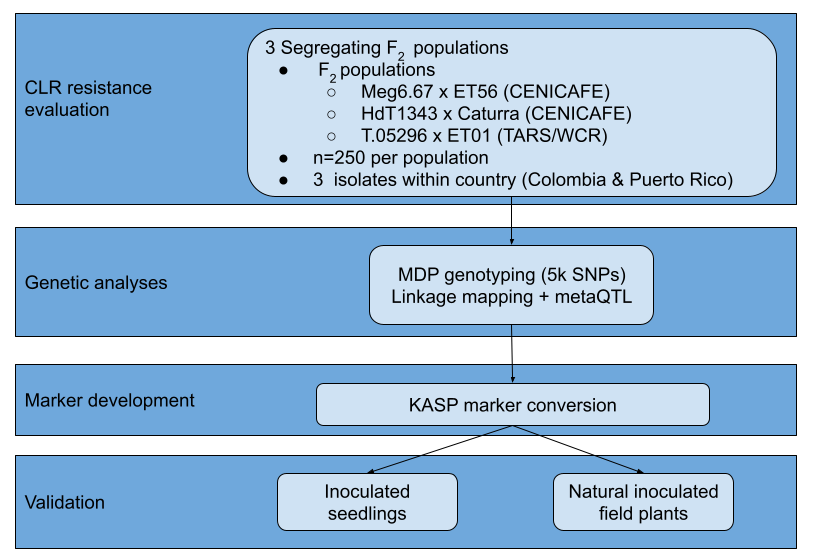 CLR resistance
evaluation
3 Segregating F2 populations
● F2 populations
○ Meg6.67 x ET56 (CENICAFE)
○ HdT1343 x Caturra (CENICAFE)
○ T.05296 x ET01 (TARS/WCR)
● n=250 per population
● 3 isolates within country (Colombia & Puerto Rico)
Genetic analyses
MDP genotyping (5k SNPs)
Linkage mapping + metaQTL
Marker development
KASP marker conversion
Validation
Inoculated
seedlings
Natural inoculated
field plants